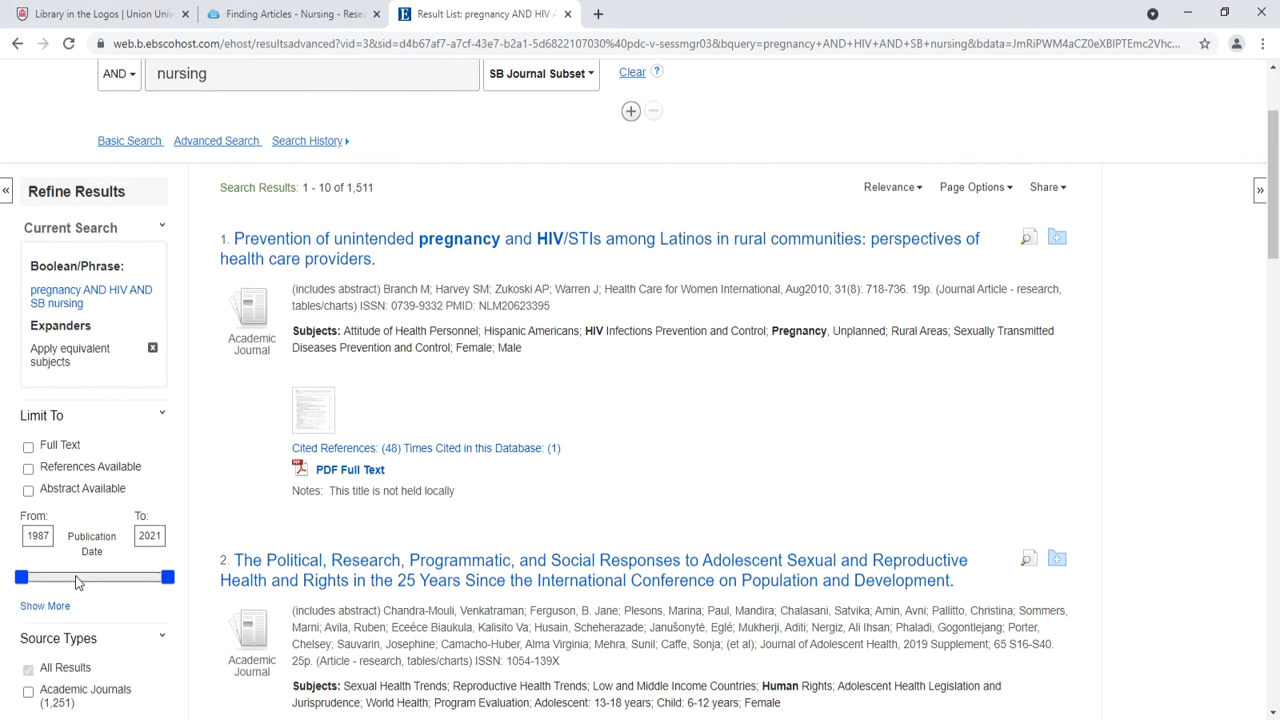 Library in the Logos | Union Univ
Finding Articles - Nursing - Rese
Result List: pregnancy AND HIV A
web.b.ebscohost.com/ehost/resultsadvanced?vid=3&sid=d4b67af7-a7cf-43e7-b2a1-5d6822107030%40pdc-v-sessmgr03&bquery=pregnancy+AND+HIV+AND+SB+nursing&bdata=JmRiPWM4aCZ0eXBlPTEmc2Vhc...
AND
nursing
SB Journal Subset
Clear
?
Basic Search
Advanced Search
Search History
Refine Results
Search Results: 1 - 10 of 1,511
Relevance
Page Options
Share
Current Search
Boolean/Phrase:
pregnancy AND HIV AND
SB nursing
Expanders
Apply equivalent
subjects
Limit To
Full Text
References Available
Abstract Available
From:
To:
1987
Publication
Date
2021
Show More
Source Types
All Results
Academic Journals
(1,251)
1. Prevention of unintended pregnancy and HIV/STIs among Latinos in rural communities: perspectives of
health care providers.
Academic
Journal
(includes abstract) Branch M; Harvey SM; Zukoski AP; Warren J; Health Care for Women International, Aug2010; 31(8): 718-736. 19p. (Journal Article - research,
tables/charts) ISSN: 0739-9332 PMID: NLM20623395
Subjects: Attitude of Health Personnel; Hispanic Americans; HIV Infections Prevention and Control; Pregnancy, Unplanned; Rural Areas; Sexually Transmitted
Diseases Prevention and Control; Female; Male
Cited References: (48) Times Cited in this Database: (1)
PDF Full Text
Notes: This title is not held locally
2. The Political, Research, Programmatic, and Social Responses to Adolescent Sexual and Reproductive
Health and Rights in the 25 Years Since the International Conference on Population and Development.
Academic
Journal
(includes abstract) Chandra-Mouli, Venkatraman; Ferguson, B. Jane; Plesons, Marina; Paul, Mandira; Chalasani, Satvika; Amin, Avni; Pallitto, Christina; Sommers,
Marni; Avila, Ruben; Eceéce Biaukula, Kalisito Va; Husain, Scheherazade; Janušonytė, Eglė; Mukherji, Aditi; Nergiz, Ali Ihsan; Phaladi, Gogontlejang; Porter,
Chelsey; Sauvarin, Josephine; Camacho-Huber, Alma Virginia; Mehra, Sunil; Caffe, Sonja; (et al); Journal of Adolescent Health, 2019 Supplement; 65 S16-S40.
25p. (Article - research, tables/charts) ISSN: 1054-139X
Subjects: Sexual Health Trends; Reproductive Health Trends; Low and Middle Income Countries; Human Rights; Adolescent Health Legislation and
Jurisprudence; World Health; Program Evaluation; Adolescent: 13-18 years; Child: 6-12 years; Female